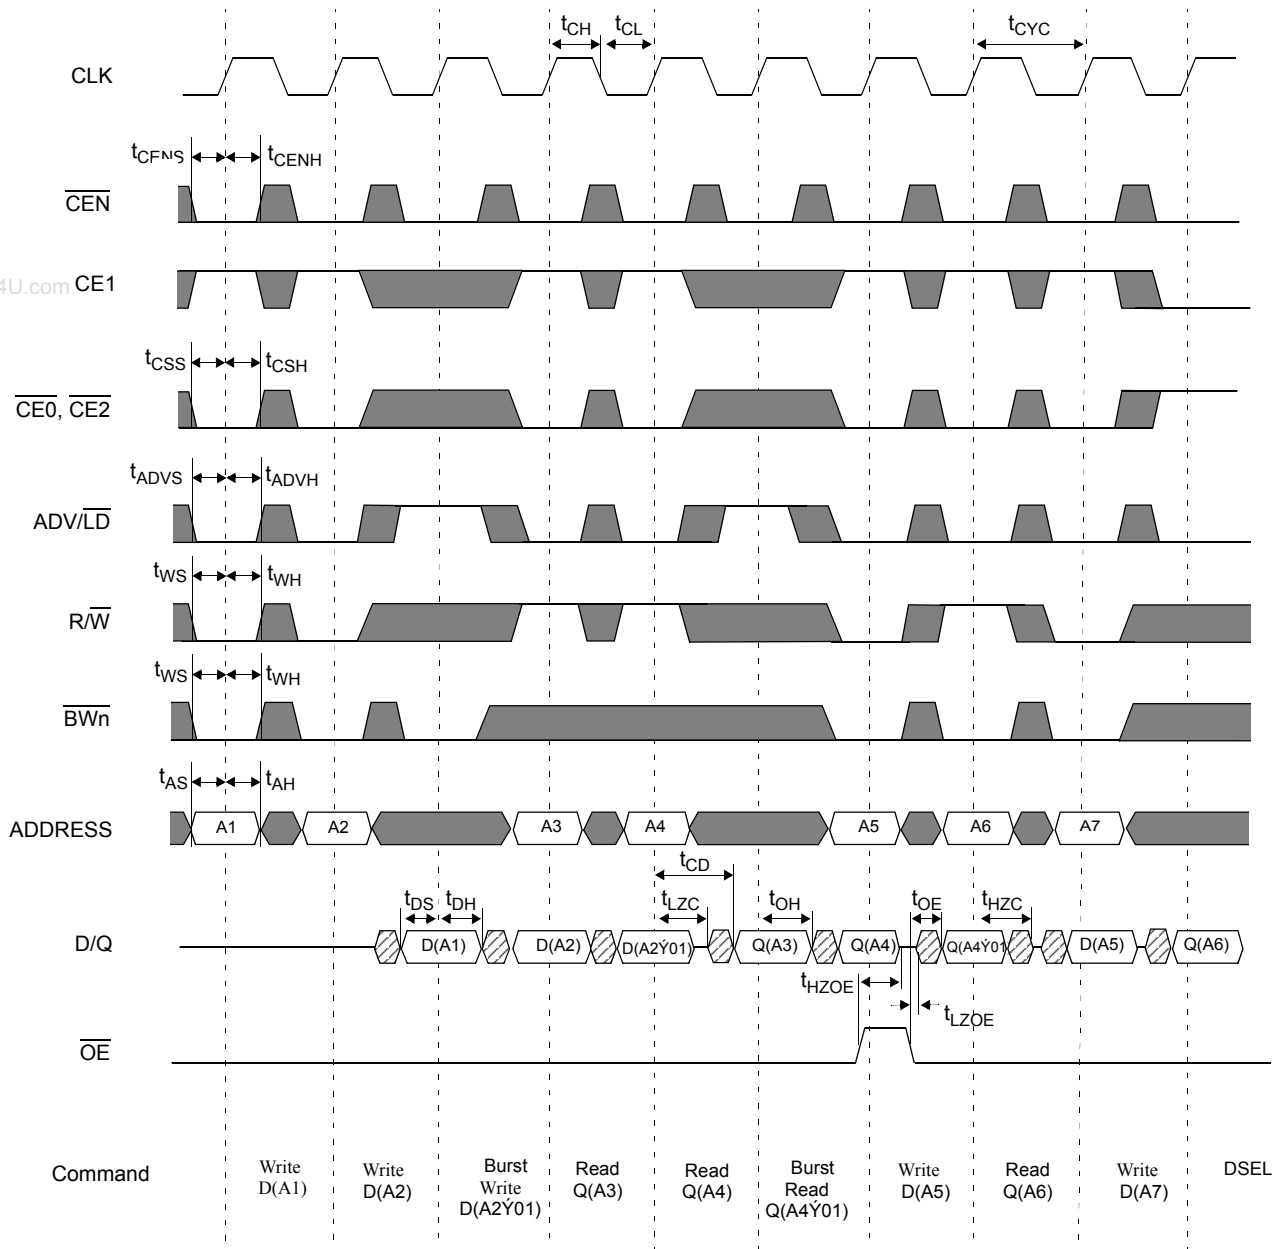 tCH tCL tCYC
CLK
tCENS tCENH
CEN
4U.com CE1
tCSS tCSH
CE0, CE2
tADVS tADVH
ADV/LD
tWS tWH
R/W
tWS tWH
BWn
tAS tAH
ADDRESS A1 A2 A3 A4 A5 A6 A7
tCD
tDS tDH tLZC tOH tOE tHZC
D/Q D(A1) D(A2) D(A2Ý01) Q(A3) Q(A4) Q(A4Ý01 D(A5) Q(A6)
tHZOE
tLZOE
OE
Command
Write D(A1)
Write D(A2)
Burst Write D(A2Ý01)
Read Q(A3)
Read Q(A4)
Burst Read Q(A4Ý01)
Write D(A5)
Read Q(A6)
Write D(A7)
DSEL